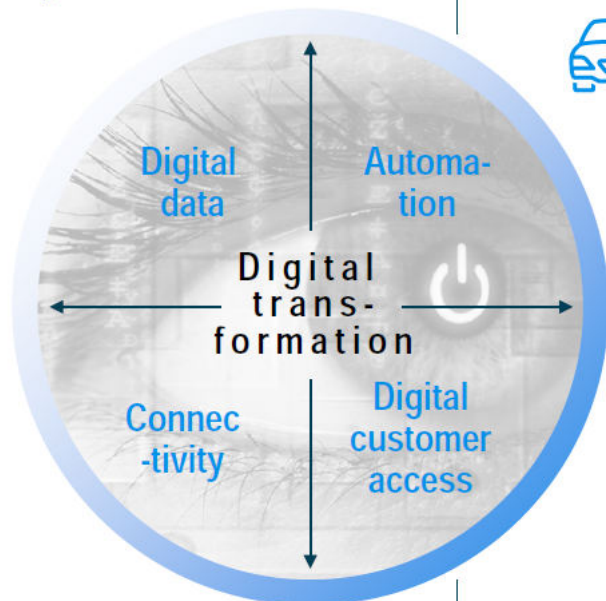 Digital
data
Automa-
tion
Digital
trans-
formation
Connec
-tivity
Digital
customer
access